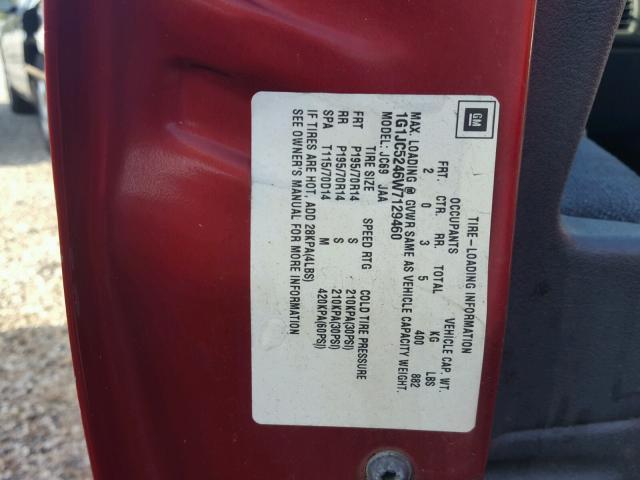 GM
TIRE-LOADING INFORMATION
OCCUPANTS VEHICLE CAP. WT.
FRT. CTR. RR. TOTAL KG LBS
2 0 3 5 400 882
MAX. LOADING @ GVWR SAME AS VEHICLE CAPACITY WEIGHT.
1G1JC5246W7129460
MODEL: JC69 JAA
TIRE SIZE SPEED RTG COLD TIRE PRESSURE
FRT P195/70R14 S 210KPA(30PSI)
RR P195/70R14 S 210KPA(30PSI)
SPA T115/70D14 M 420KPA(60PSI)
IF TIRES ARE HOT, ADD 28KPA(4LBS)
SEE OWNER'S MANUAL FOR MORE INFORMATION